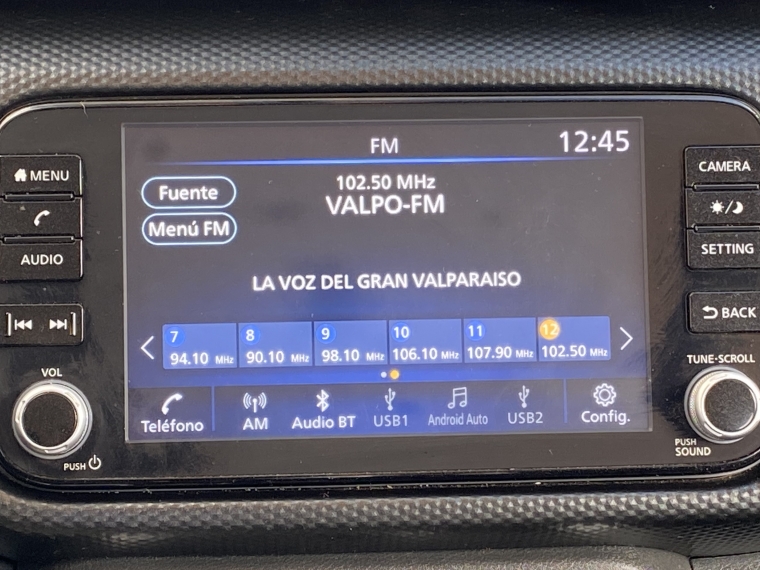 FM
12:45
MENU
AUDIO
VOL
PUSH
Fuente
Menú FM
102.50 MHz
VALPO-FM
LA VOZ DEL GRAN VALPARAISO
7
94.10 MHz
8
90.10 MHz
9
98.10 MHz
10
106.10 MHz
11
107.90 MHz
12
102.50 MHz
Teléfono
AM
Audio BT
USB1
Android Auto
USB2
Config.
CAMERA
SETTING
BACK
TUNE·SCROLL
PUSH
SOUND